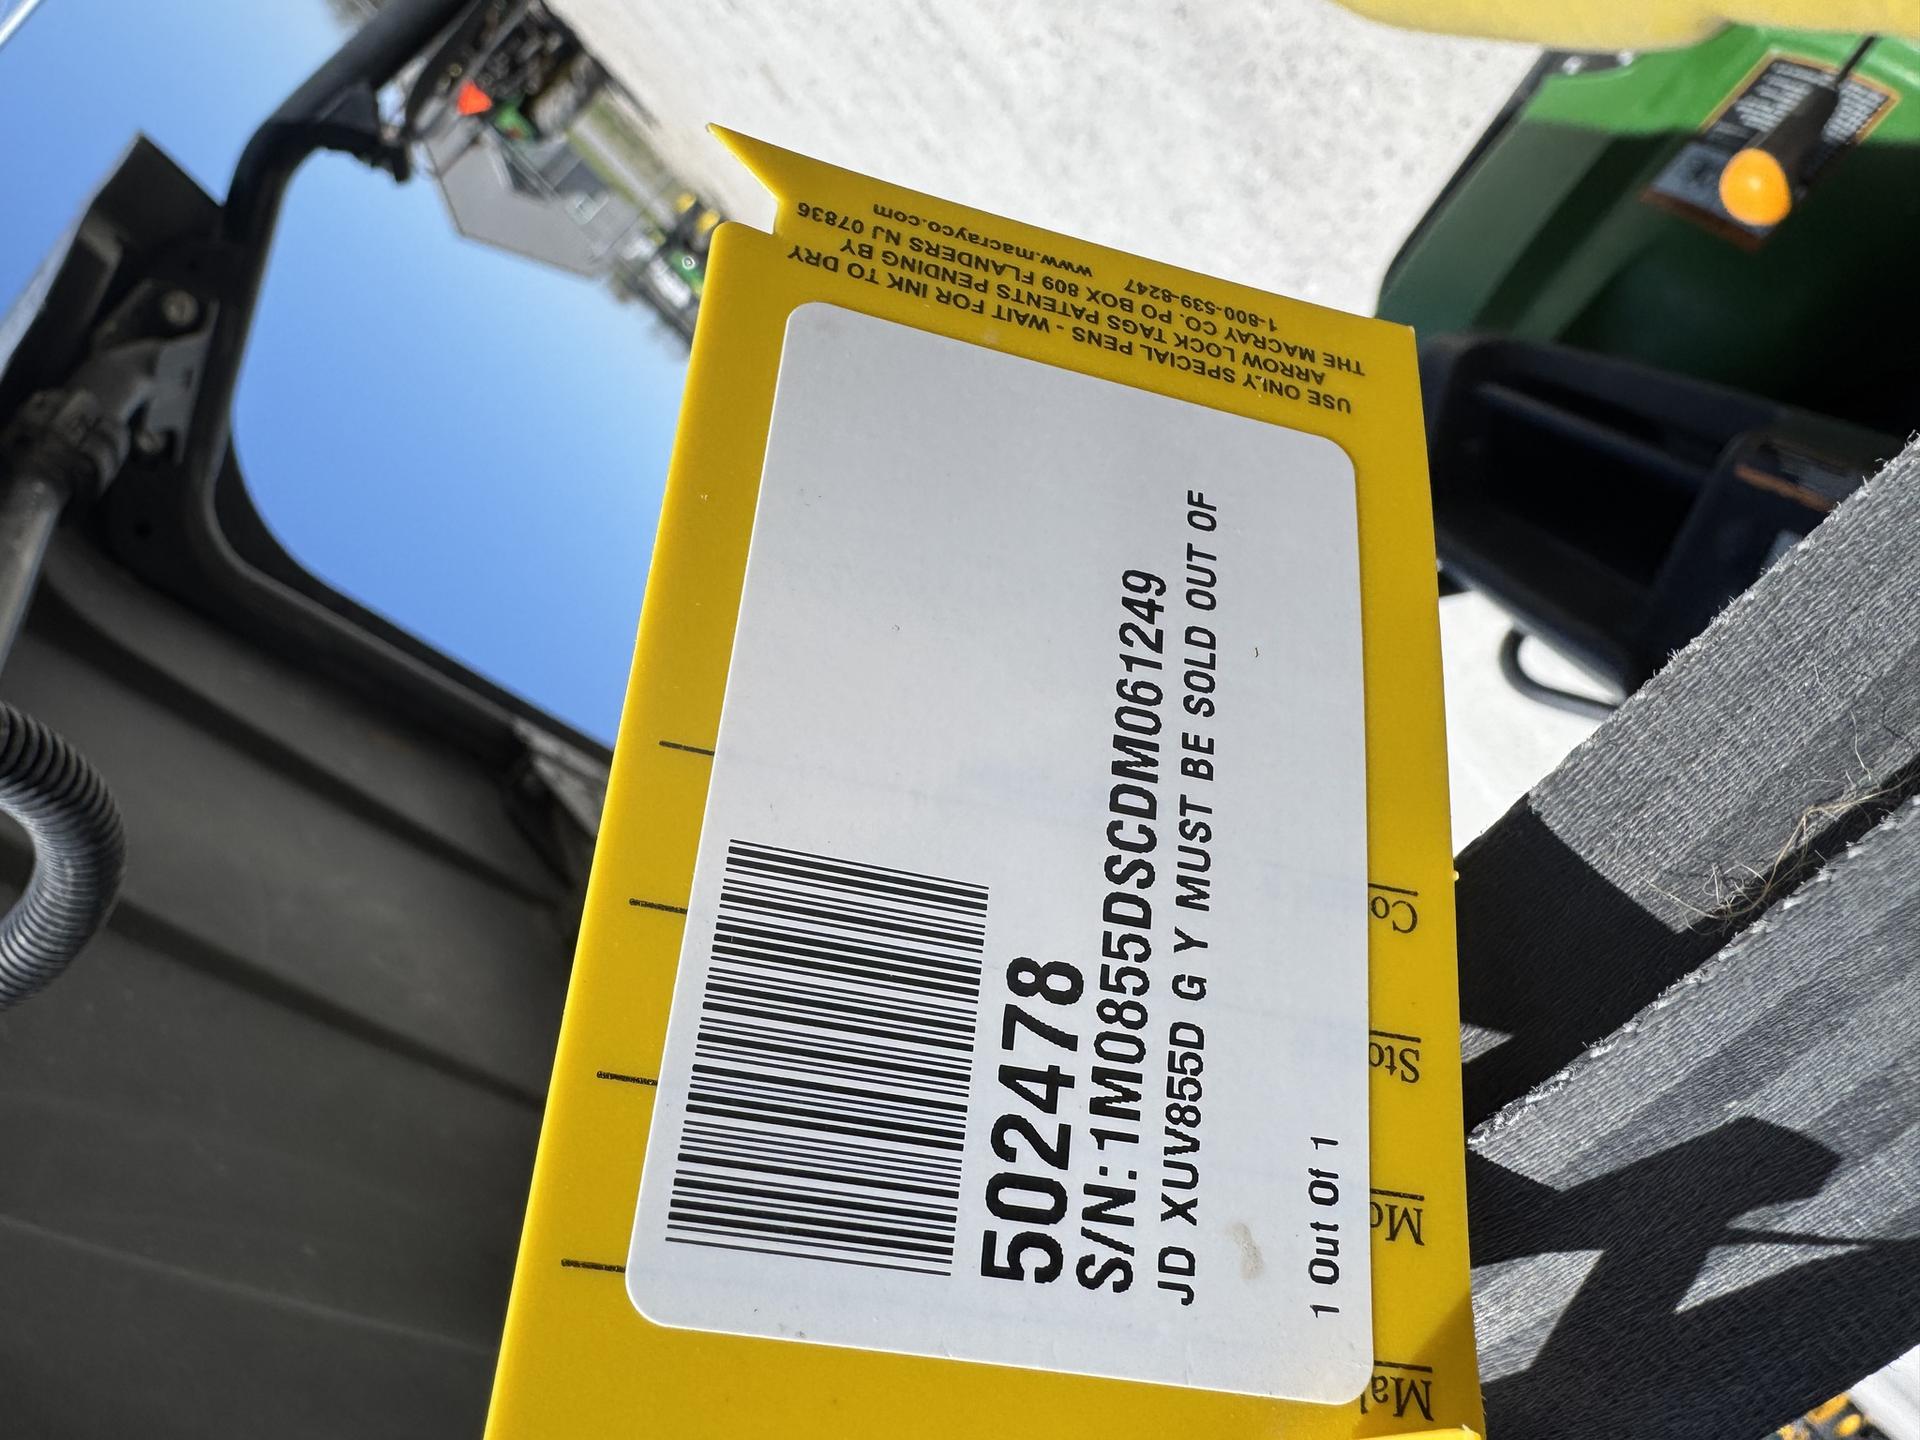 502478
S/N:1M0855DSCDM061249
JD XUV855D G Y MUST BE SOLD OUT OF
1 Out Of 1
USE ONLY SPECIAL PENS - WAIT FOR INK TO DRY
ARROW LOCK TAGS PATENTS PENDING BY
THE MACRAY CO. PO BOX 809 FLANDERS NJ 07836
1-800-539-8247 www.macrayco.com